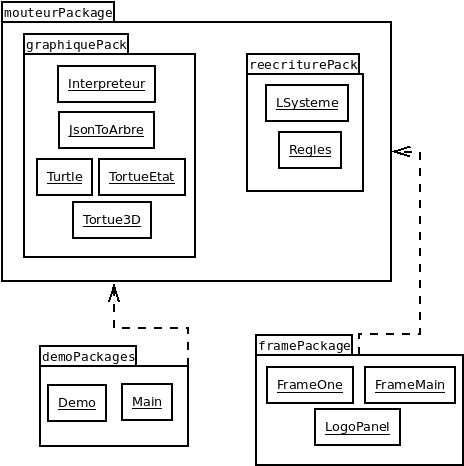 mouteurPackage
graphiquePack
Interpreteur
JsonToArbre
Turtle
TortueEtat
Tortue3D
reecriturePack
LSysteme
Regles
demoPackages
Demo
Main
framePackage
FrameOne
FrameMain
LogoPanel